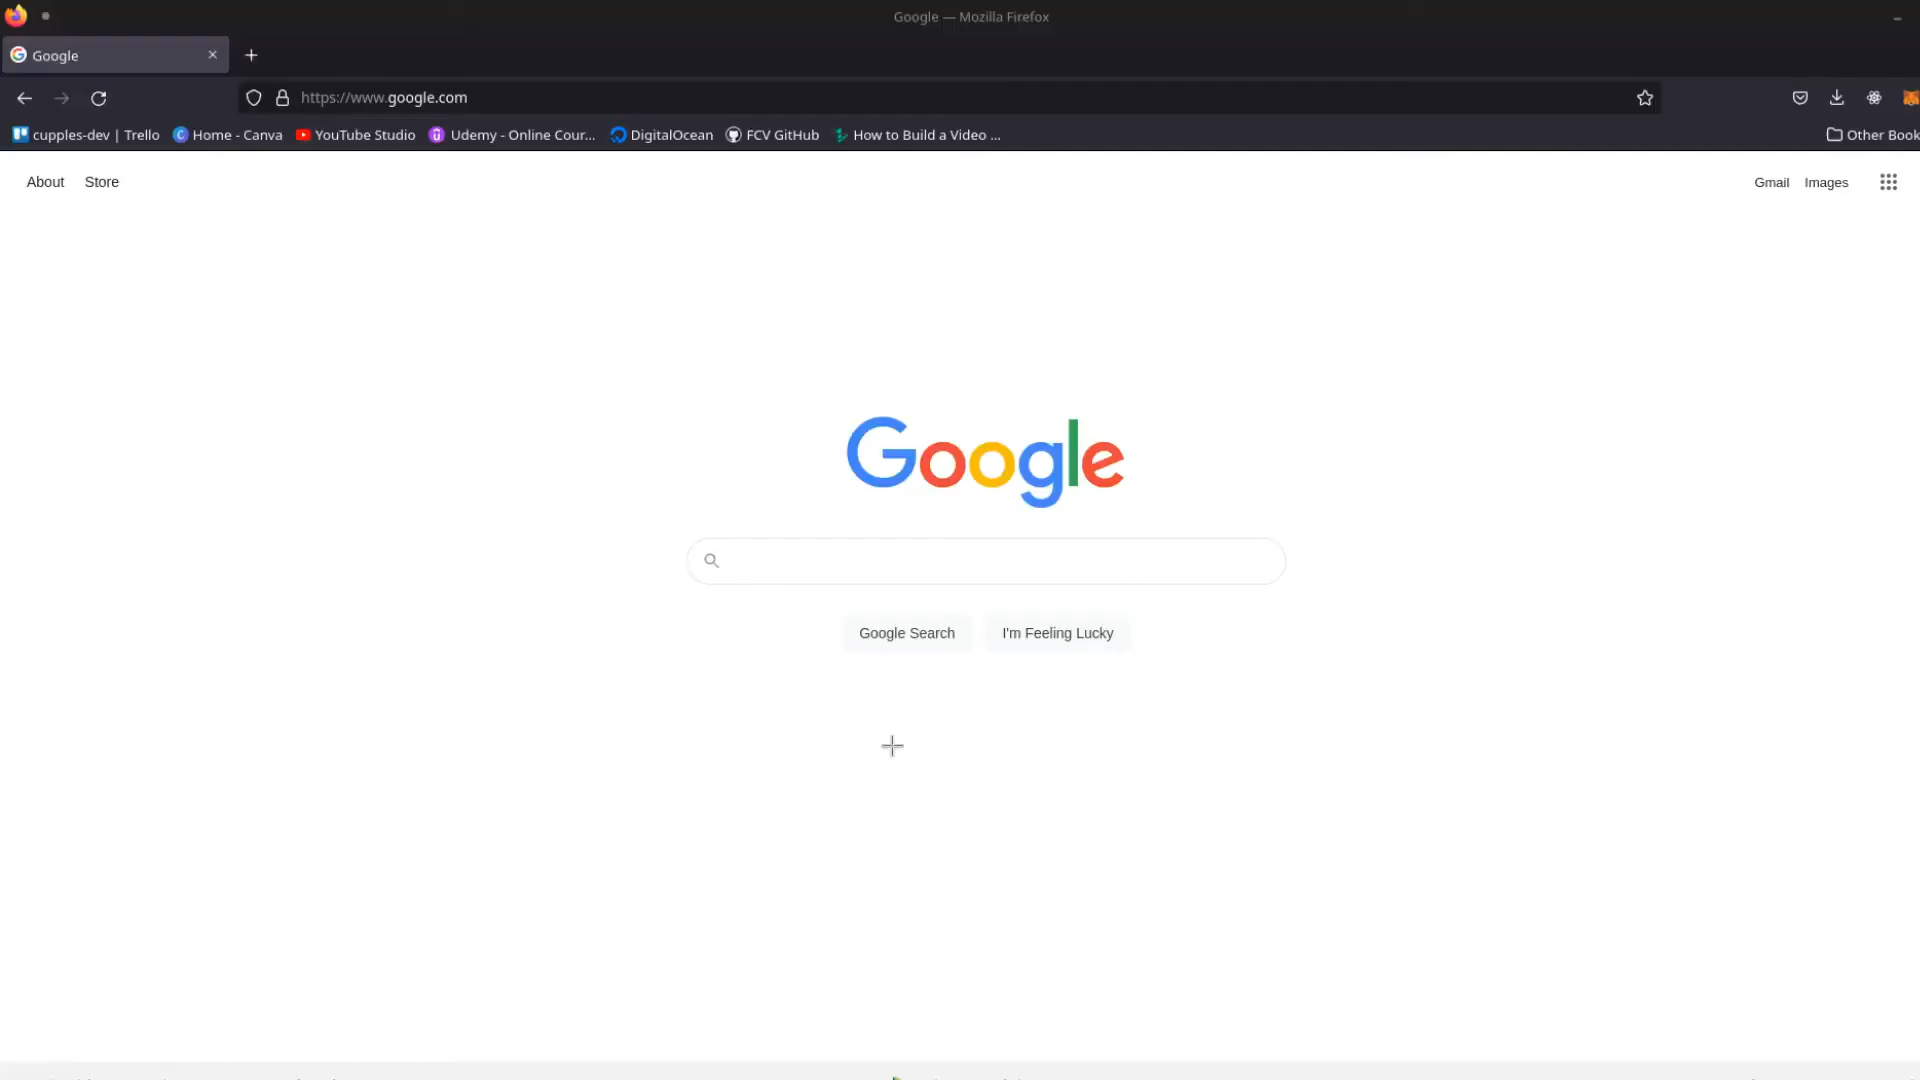 Google — Mozilla Firefox
Google
https://www.google.com
cupples-dev | Trello Home - Canva YouTube Studio Udemy - Online Cour... DigitalOcean FCV GitHub How to Build a Video ... Other Book
About Store Gmail Images
Google
Google Search I'm Feeling Lucky